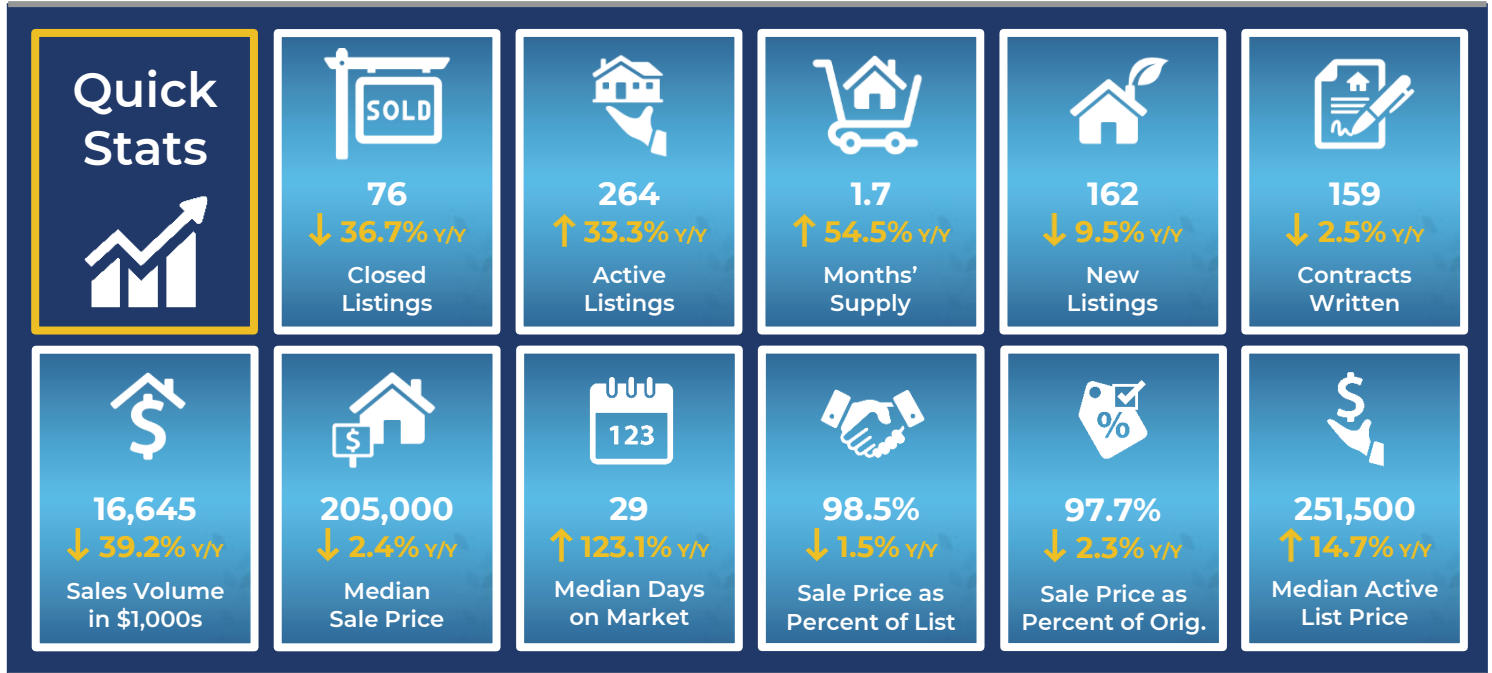 Quick
Stats
SOLD
76
↓ 36.7% Y/Y
Closed
Listings
264
↑ 33.3% Y/Y
Active
Listings
1.7
↑ 54.5% Y/Y
Months’
Supply
162
↓ 9.5% Y/Y
New
Listings
159
↓ 2.5% Y/Y
Contracts
Written
$
16,645
↓ 39.2% Y/Y
Sales Volume
in $1,000s
$
205,000
↓ 2.4% Y/Y
Median
Sale Price
123
29
↑ 123.1% Y/Y
Median Days
on Market
98.5%
↓ 1.5% Y/Y
Sale Price as
Percent of List
%
97.7%
↓ 2.3% Y/Y
Sale Price as
Percent of Orig.
$
251,500
↑ 14.7% Y/Y
Median Active
List Price